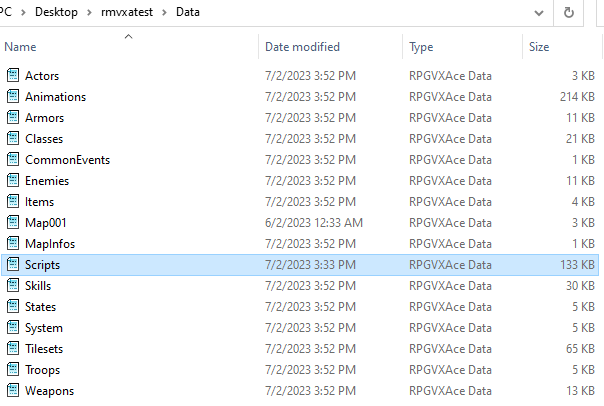 PC > Desktop > rmvxatest > Data
Name Date modified Type Size
Actors 7/2/2023 3:52 PM RPGVXAce Data 3 KB
Animations 7/2/2023 3:52 PM RPGVXAce Data 214 KB
Armors 7/2/2023 3:52 PM RPGVXAce Data 11 KB
Classes 7/2/2023 3:52 PM RPGVXAce Data 21 KB
CommonEvents 7/2/2023 3:52 PM RPGVXAce Data 1 KB
Enemies 7/2/2023 3:52 PM RPGVXAce Data 11 KB
Items 7/2/2023 3:52 PM RPGVXAce Data 4 KB
Map001 6/2/2023 12:33 AM RPGVXAce Data 3 KB
MapInfos 7/2/2023 3:52 PM RPGVXAce Data 1 KB
Scripts 7/2/2023 3:33 PM RPGVXAce Data 133 KB
Skills 7/2/2023 3:52 PM RPGVXAce Data 30 KB
States 7/2/2023 3:52 PM RPGVXAce Data 5 KB
System 7/2/2023 3:52 PM RPGVXAce Data 5 KB
Tilesets 7/2/2023 3:52 PM RPGVXAce Data 65 KB
Troops 7/2/2023 3:52 PM RPGVXAce Data 5 KB
Weapons 7/2/2023 3:52 PM RPGVXAce Data 13 KB